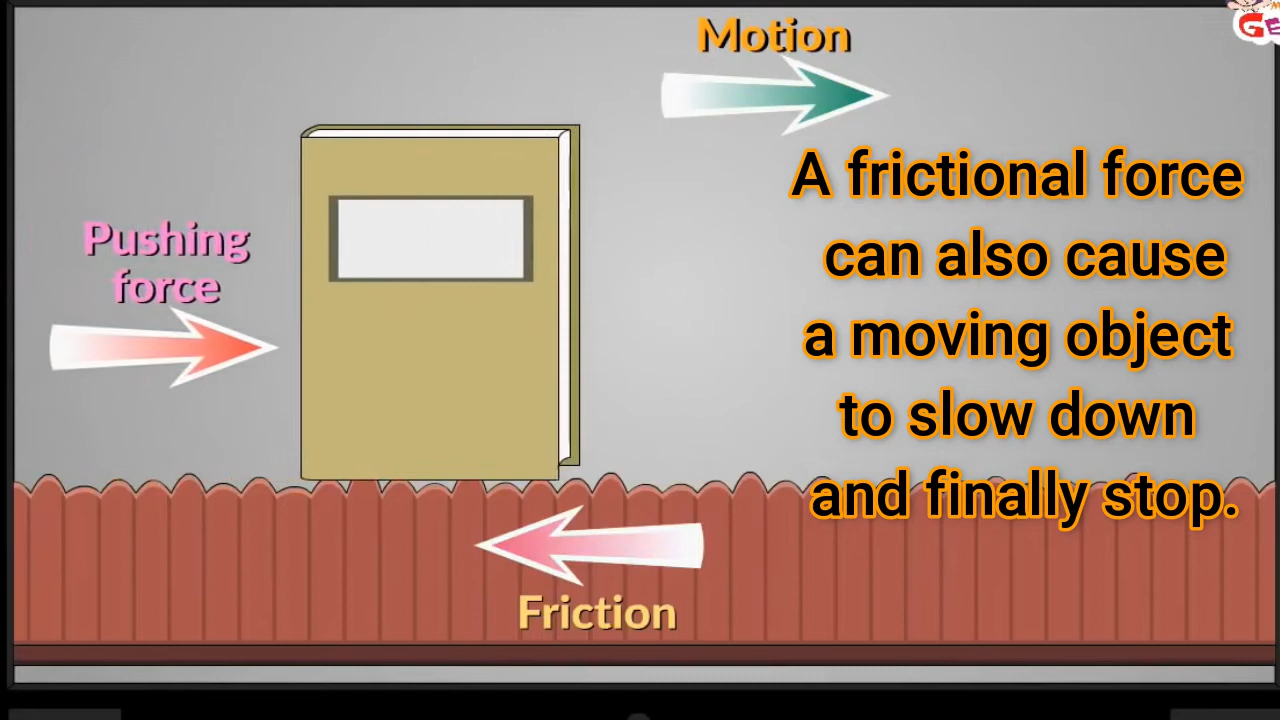 Motion
A frictional force
can also cause
a moving object
to slow down
and finally stop.
Pushing
force
Friction